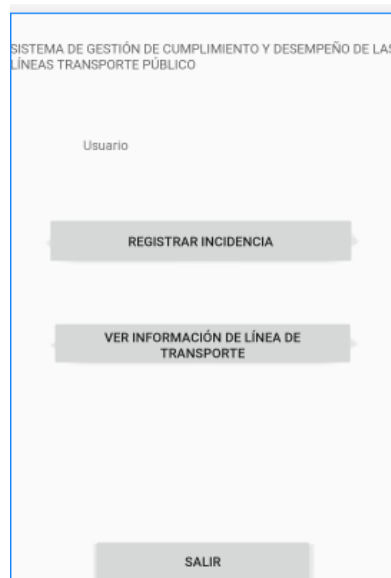 SISTEMA DE GESTIÓN DE CUMPLIMIENTO Y DESEMPEÑO DE LAS
LÍNEAS TRANSPORTE PÚBLICO
Usuario
REGISTRAR INCIDENCIA
VER INFORMACIÓN DE LÍNEA DE
TRANSPORTE
SALIR